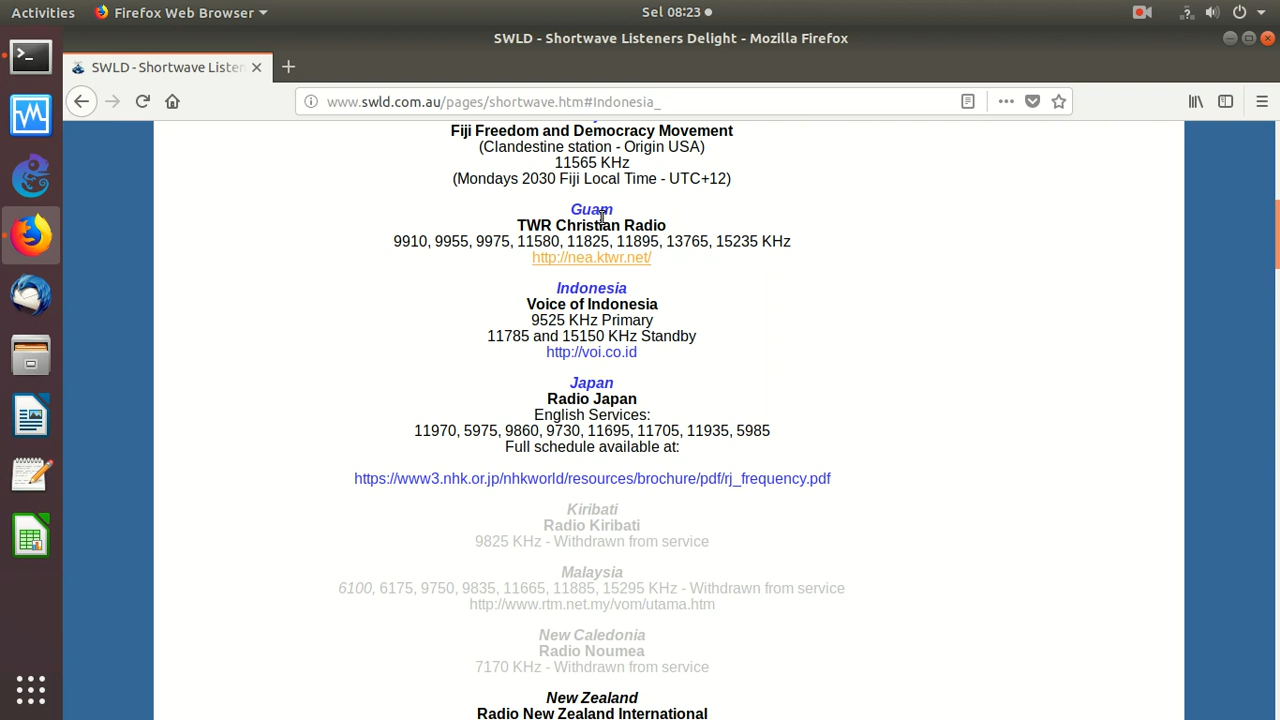 Activities
Firefox Web Browser
Sel 08:23
SWLD - Shortwave Listeners Delight - Mozilla Firefox
SWLD - Shortwave Listen
www.swld.com.au/pages/shortwave.htm#Indonesia_
Fiji Freedom and Democracy Movement
(Clandestine station - Origin USA)
11565 KHz
(Mondays 2030 Fiji Local Time - UTC+12)
Guam
TWR Christian Radio
9910, 9955, 9975, 11580, 11825, 11895, 13765, 15235 KHz
http://nea.ktwr.net/
Indonesia
Voice of Indonesia
9525 KHz Primary
11785 and 15150 KHz Standby
http://voi.co.id
Japan
Radio Japan
English Services:
11970, 5975, 9860, 9730, 11695, 11705, 11935, 5985
Full schedule available at:
https://www3.nhk.or.jp/nhkworld/resources/brochure/pdf/rj_frequency.pdf
Kiribati
Radio Kiribati
9825 KHz - Withdrawn from service
Malaysia
6100, 6175, 9750, 9835, 11665, 11885, 15295 KHz - Withdrawn from service
http://www.rtm.net.my/vom/utama.htm
New Caledonia
Radio Noumea
7170 KHz - Withdrawn from service
New Zealand
Radio New Zealand International